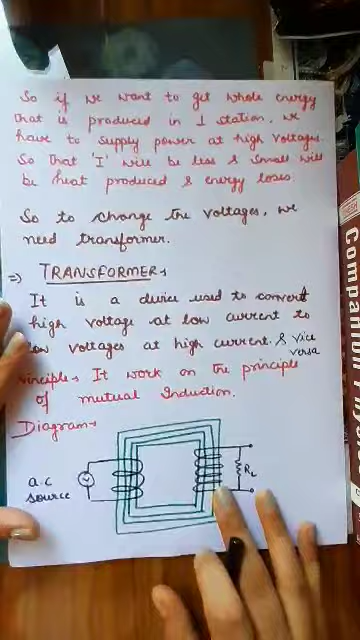 So if we want to get whole energy
that is produced in 1 station, we
have to supply power at high voltages.
So that 'I' will be less & small will
be heat produced & energy loses.
So to change the voltages, we
need transformer.
=> TRANSFORMER→
It is a device used to convert
high voltage at low current to
low voltages at high current. & vice
versa
rinciple→ It work on the principle
of mutual Induction.
Diagram→
a.c
source
RL
Companion